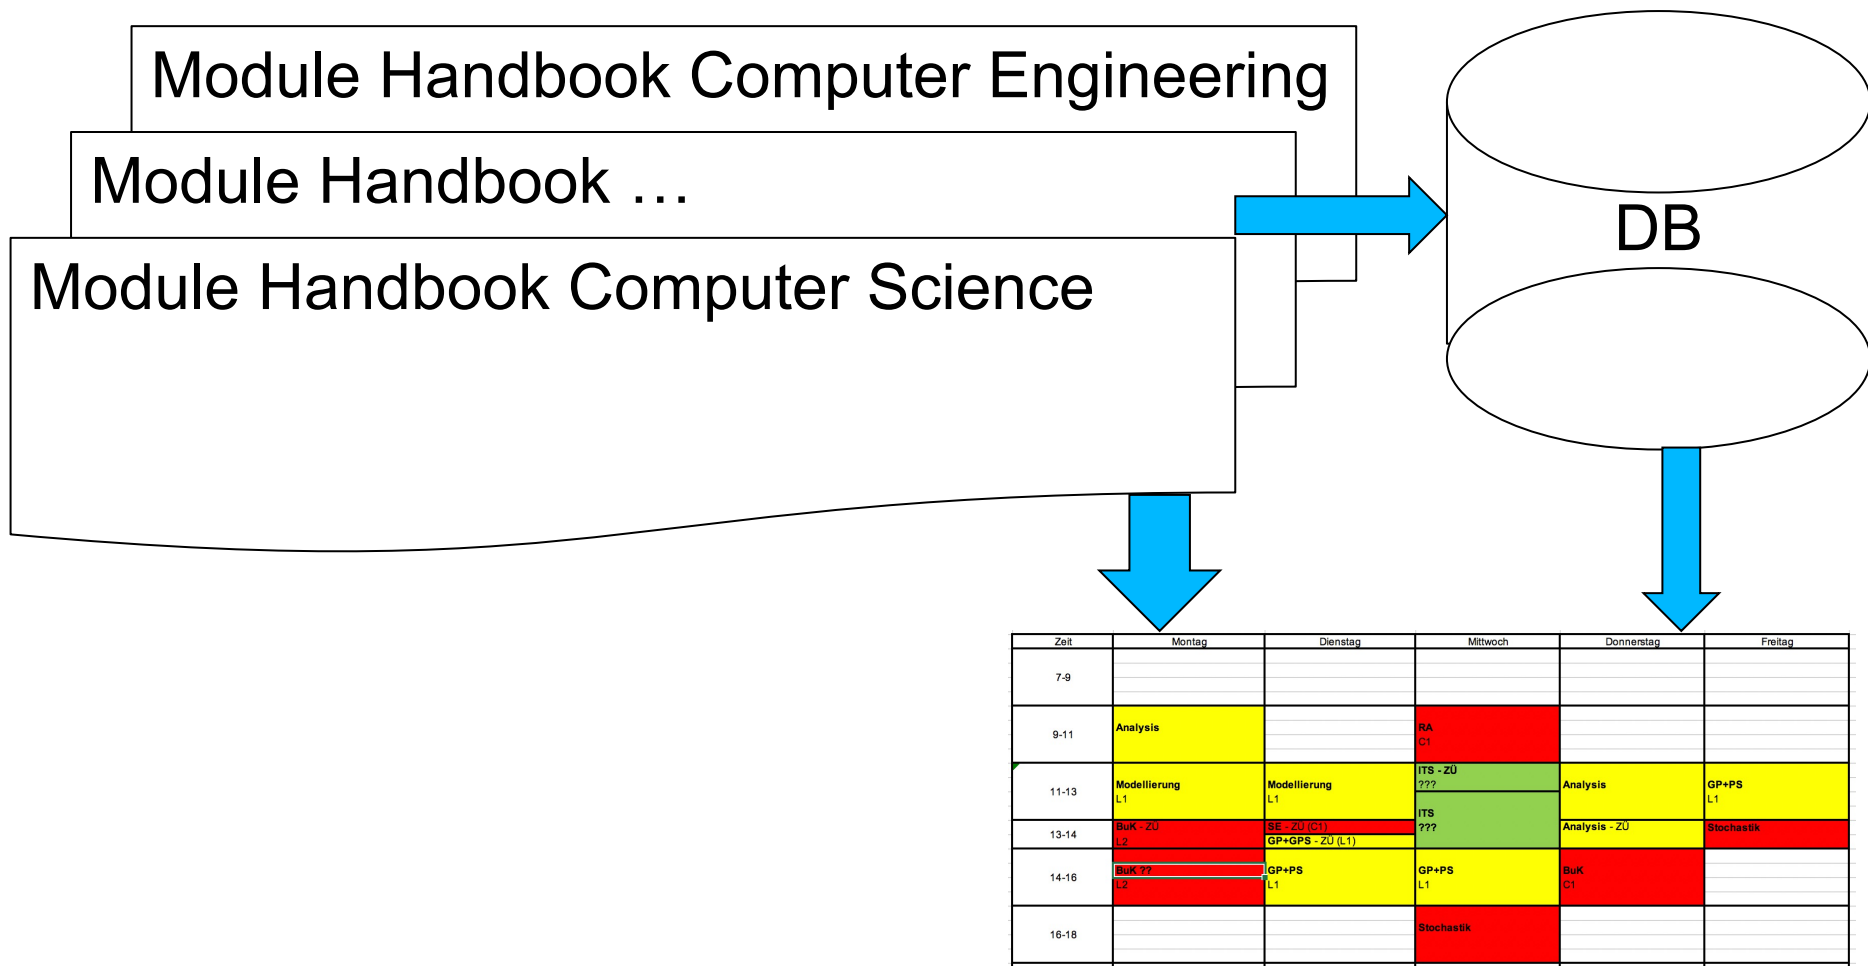 Module Handbook Computer Engineering
Module Handbook …
Module Handbook Computer Science
DB
Zeit Montag Dienstag Mittwoch Donnerstag Freitag
7-9
9-11
Analysis
RA
C1
11-13
Modellierung
L1
Modellierung
L1
ITS - ZÜ
???
ITS
???
Analysis
GP+PS
L1
13-14
BuK - ZÜ
L2
SE - ZÜ (C1)
GP+GPS - ZÜ (L1)
Analysis - ZÜ
Stochastik
14-16
BuK ??
L2
GP+PS
L1
GP+PS
L1
BuK
C1
16-18
Stochastik